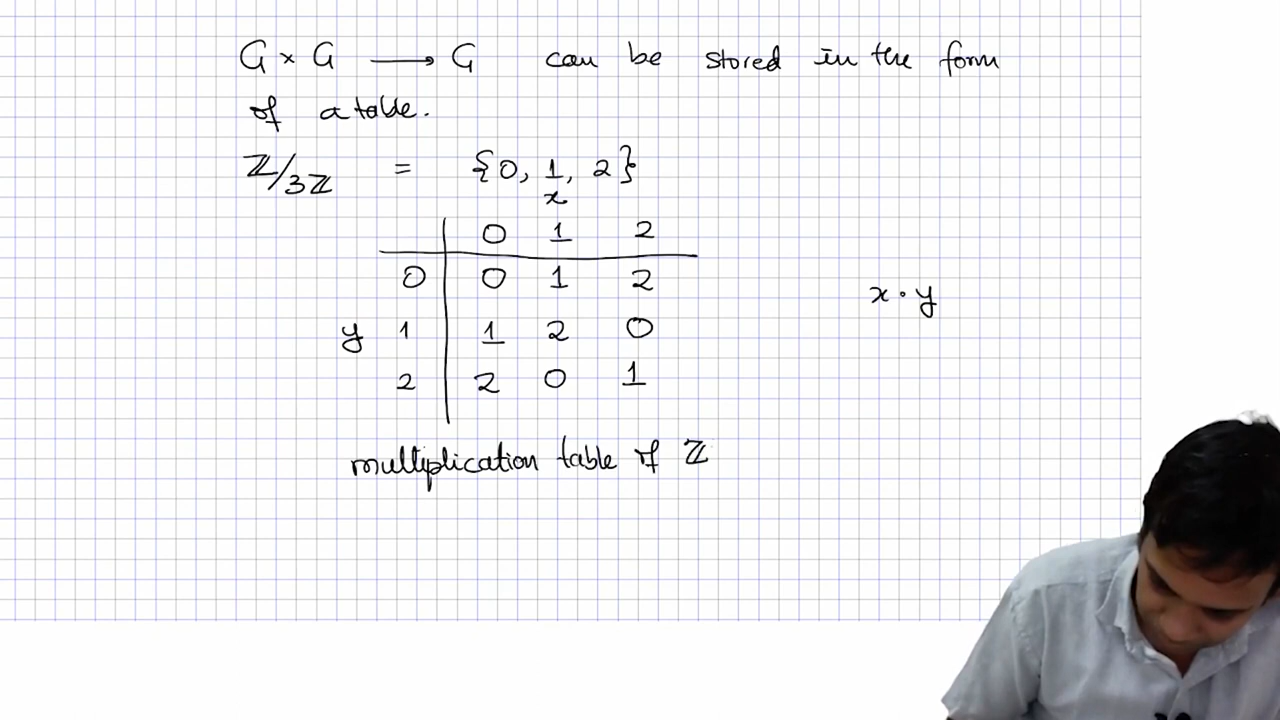 G × G ⟶ G can be stored in the form
of a table.
ℤ/3ℤ = {0, 1, 2}
x
0 1 2
0 0 1 2
x · y
y 1 1 2 0
2 2 0 1
multiplication table of ℤ